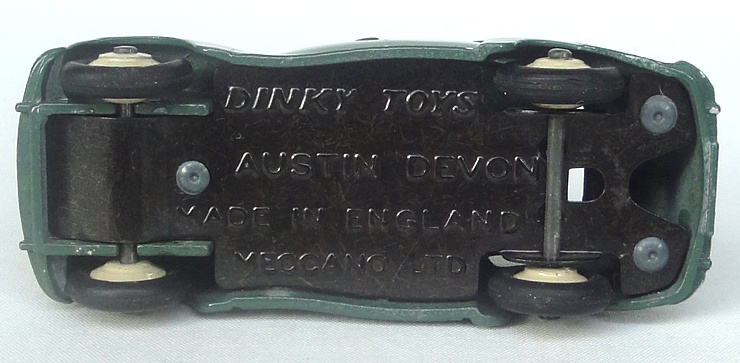 DINKY TOYS
AUSTIN DEVON
MADE IN ENGLAND
MECCANO LTD